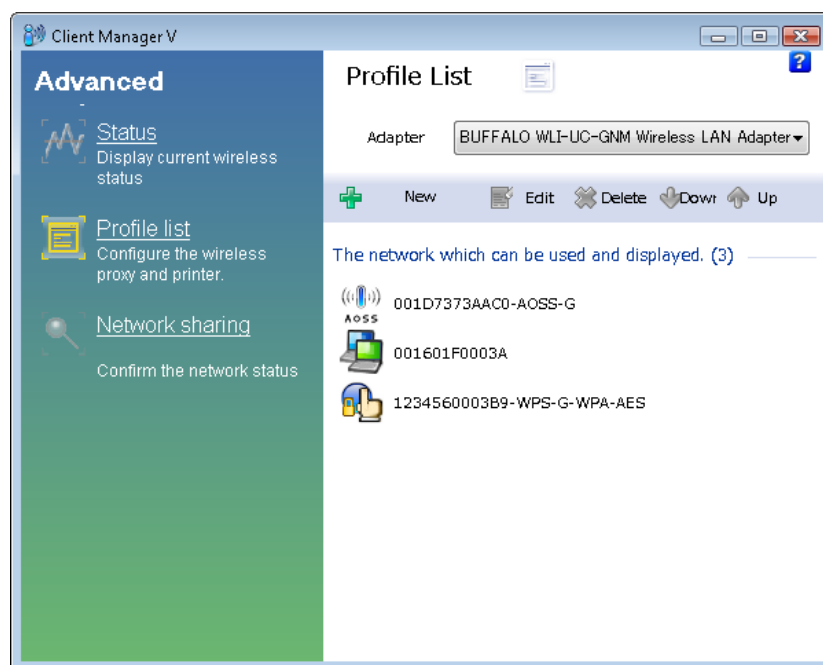 Client Manager V
Advanced
Status
Display current wireless
status
Profile list
Configure the wireless
proxy and printer.
Network sharing
Confirm the network status
?
Profile List
Adapter BUFFALO WLI-UC-GNM Wireless LAN Adapter
New Edit Delete Dowr Up
The network which can be used and displayed. (3)
AOSS
001D7373AAC0-AOSS-G
001601F0003A
1234560003B9-WPS-G-WPA-AES